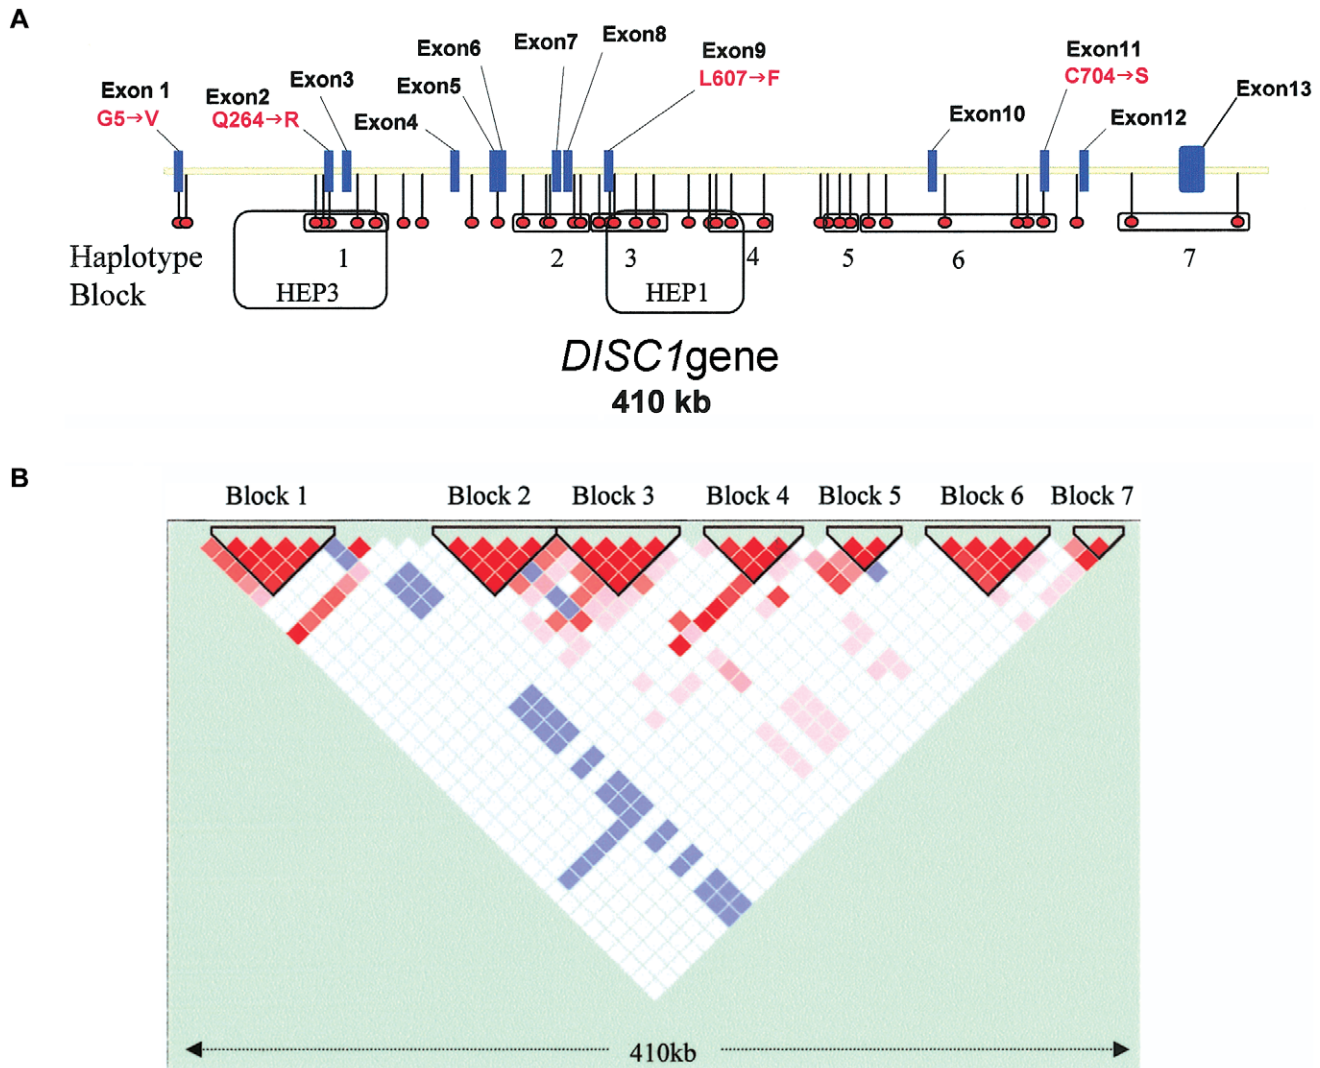 A
Exon 1
G5→V
Exon2
Q264→R
Exon3
Exon4
Exon5
Exon6
Exon7
Exon8
Exon9
L607→F
Exon10
Exon11
C704→S
Exon12
Exon13
Haplotype
Block
1 2 3 4 5 6 7
HEP3 HEP1
DISC1gene
410 kb
B
Block 1 Block 2 Block 3 Block 4 Block 5 Block 6 Block 7
410kb